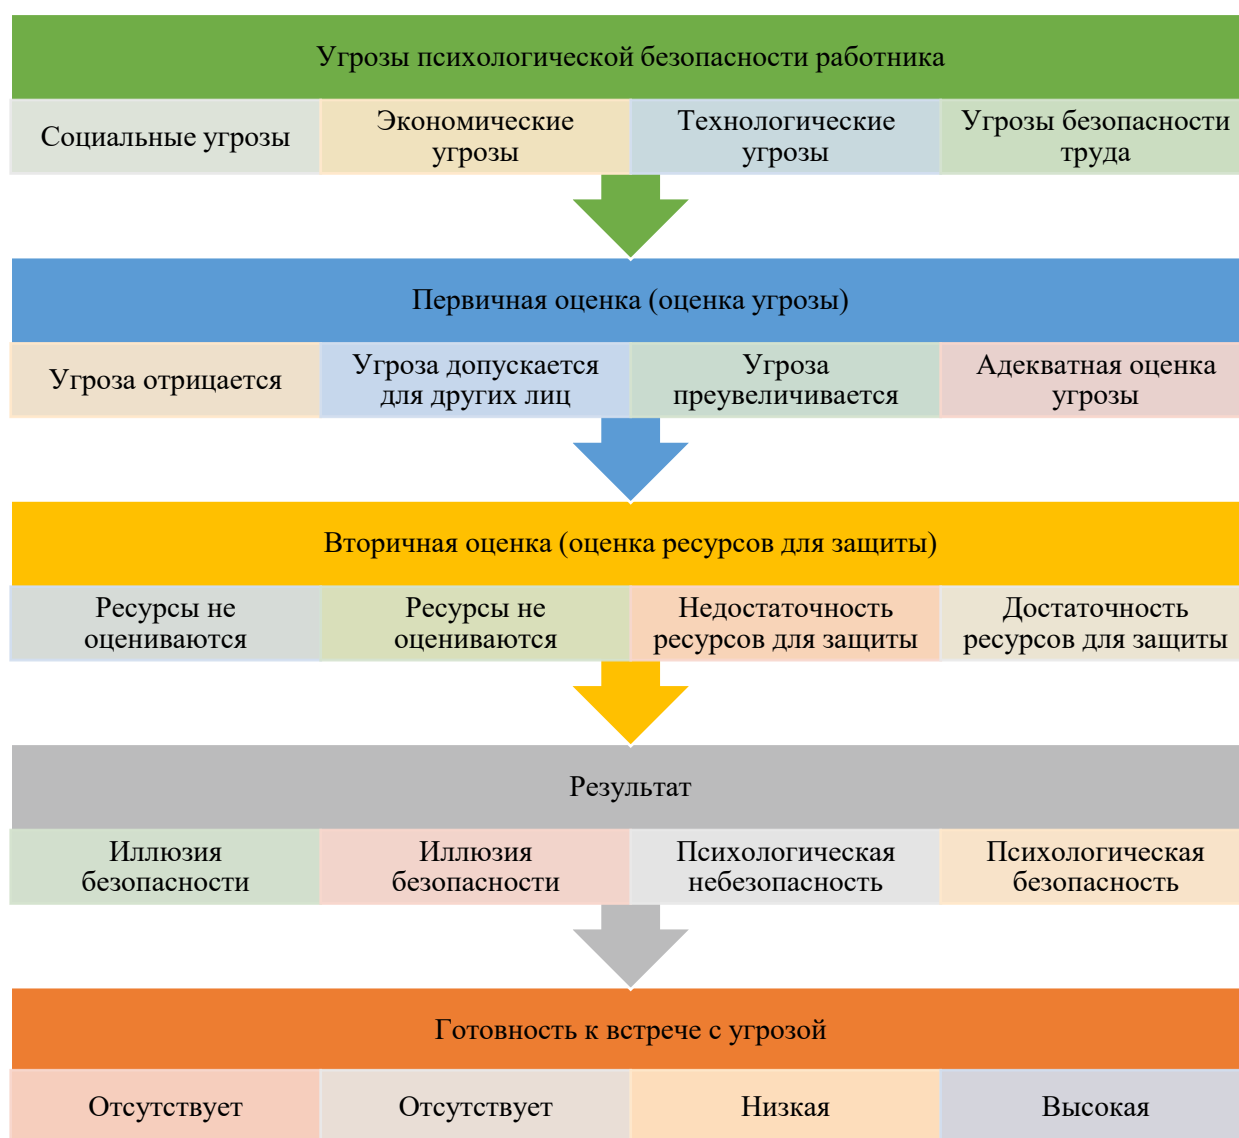 Угрозы психологической безопасности работника
Социальные угрозы
Экономические
угрозы
Технологические
угрозы
Угрозы безопасности
труда
Первичная оценка (оценка угрозы)
Угроза отрицается
Угроза допускается
для других лиц
Угроза
преувеличивается
Адекватная оценка
угрозы
Вторичная оценка (оценка ресурсов для защиты)
Ресурсы не
оцениваются
Ресурсы не
оцениваются
Недостаточность
ресурсов для защиты
Достаточность
ресурсов для защиты
Результат
Иллюзия
безопасности
Иллюзия
безопасности
Психологическая
небезопасность
Психологическая
безопасность
Готовность к встрече с угрозой
Отсутствует
Отсутствует
Низкая
Высокая